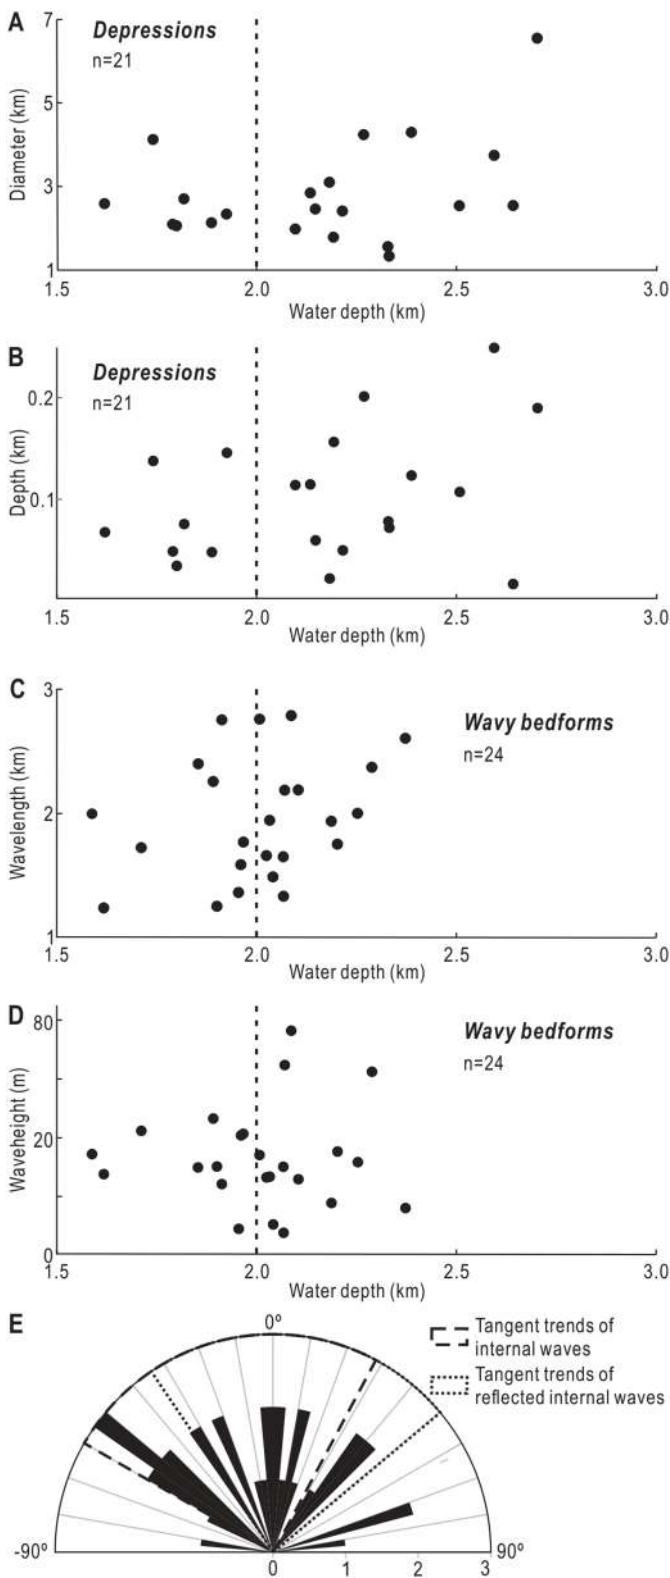 A
Depressions
n=21
Diameter (km)
7
5
3
1
1.5
2.0
2.5
3.0
Water depth (km)
B
Depressions
n=21
Depth (km)
0.2
0.1
1.5
2.0
2.5
3.0
Water depth (km)
C
Wavy bedforms
n=24
Wavelength (km)
3
2
1
1.5
2.0
2.5
3.0
Water depth (km)
D
Wavy bedforms
n=24
Waveheight (m)
80
20
0
1.5
2.0
2.5
3.0
Water depth (km)
E
0°
Tangent trends of
internal waves
Tangent trends of
reflected internal waves
-90°
90°
0
1
2
3